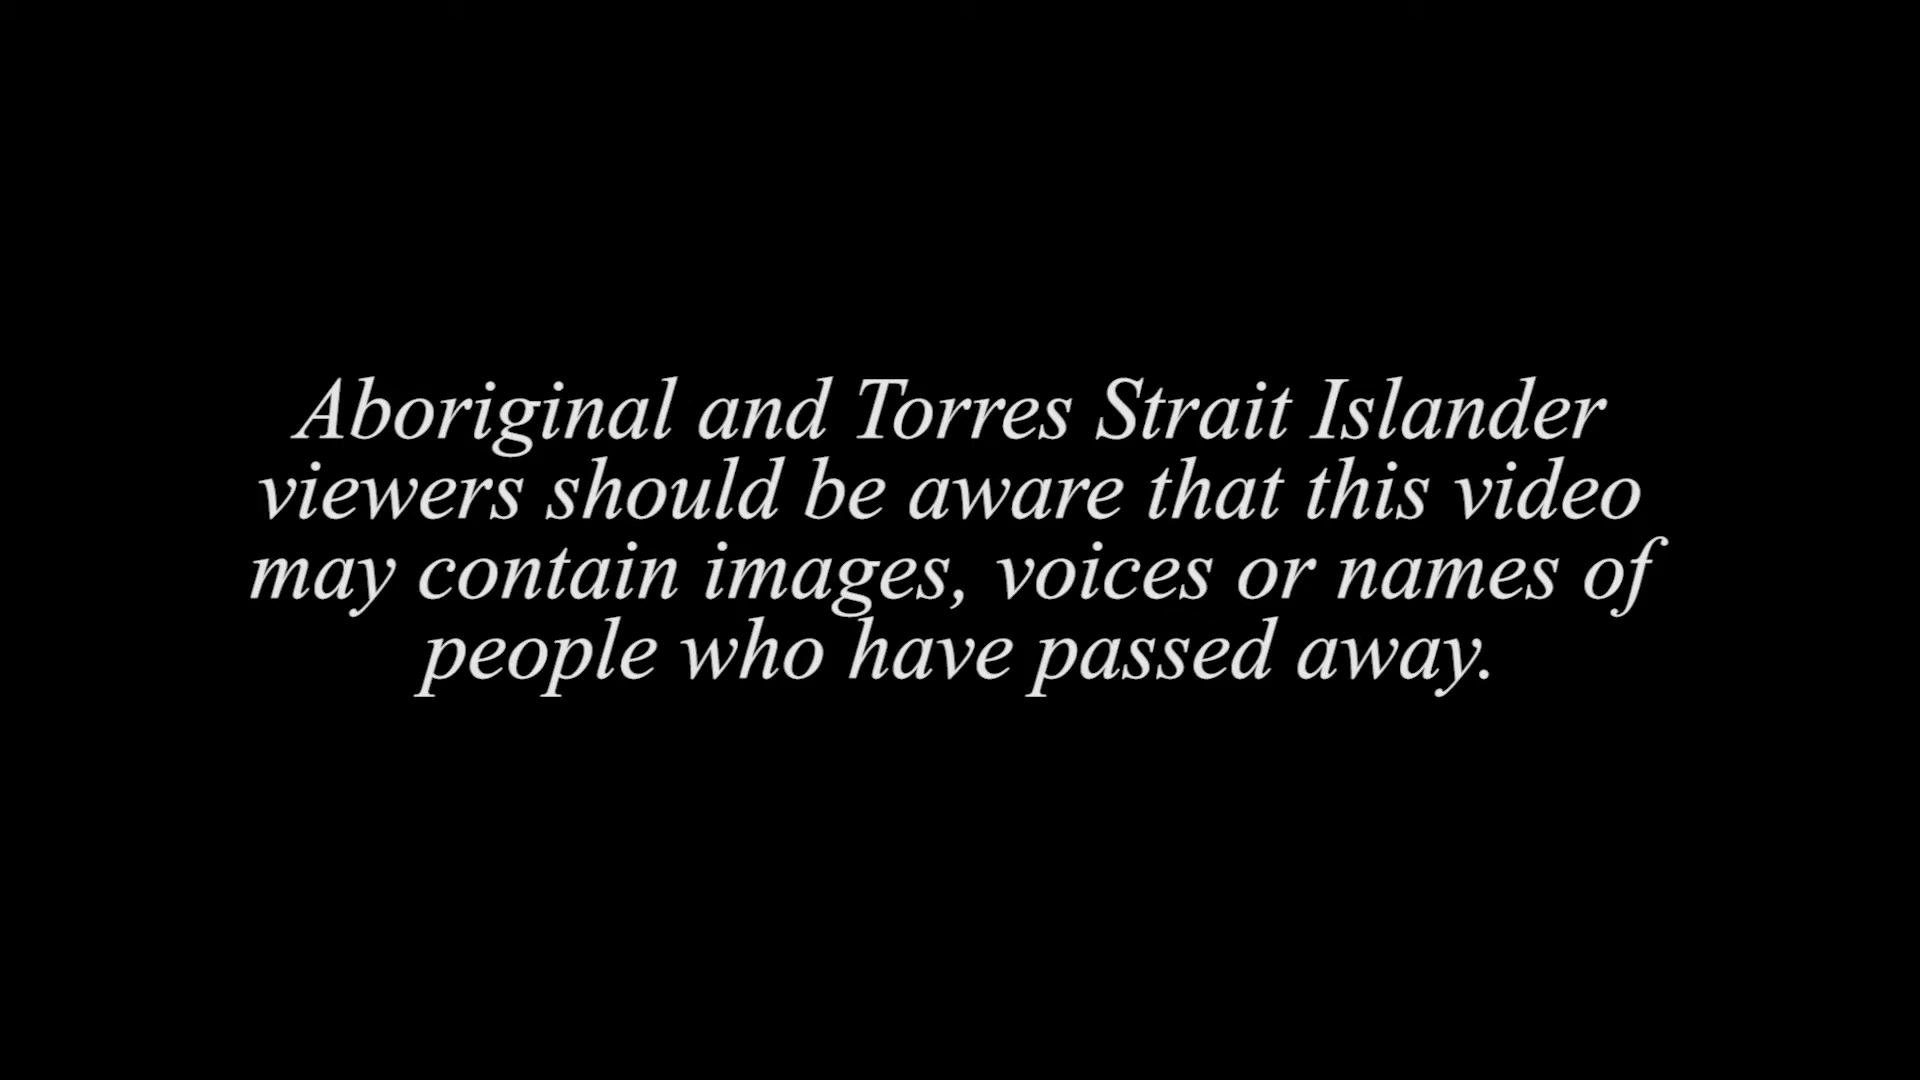 Aboriginal and Torres Strait Islander
viewers should be aware that this video
may contain images, voices or names of
people who have passed away.